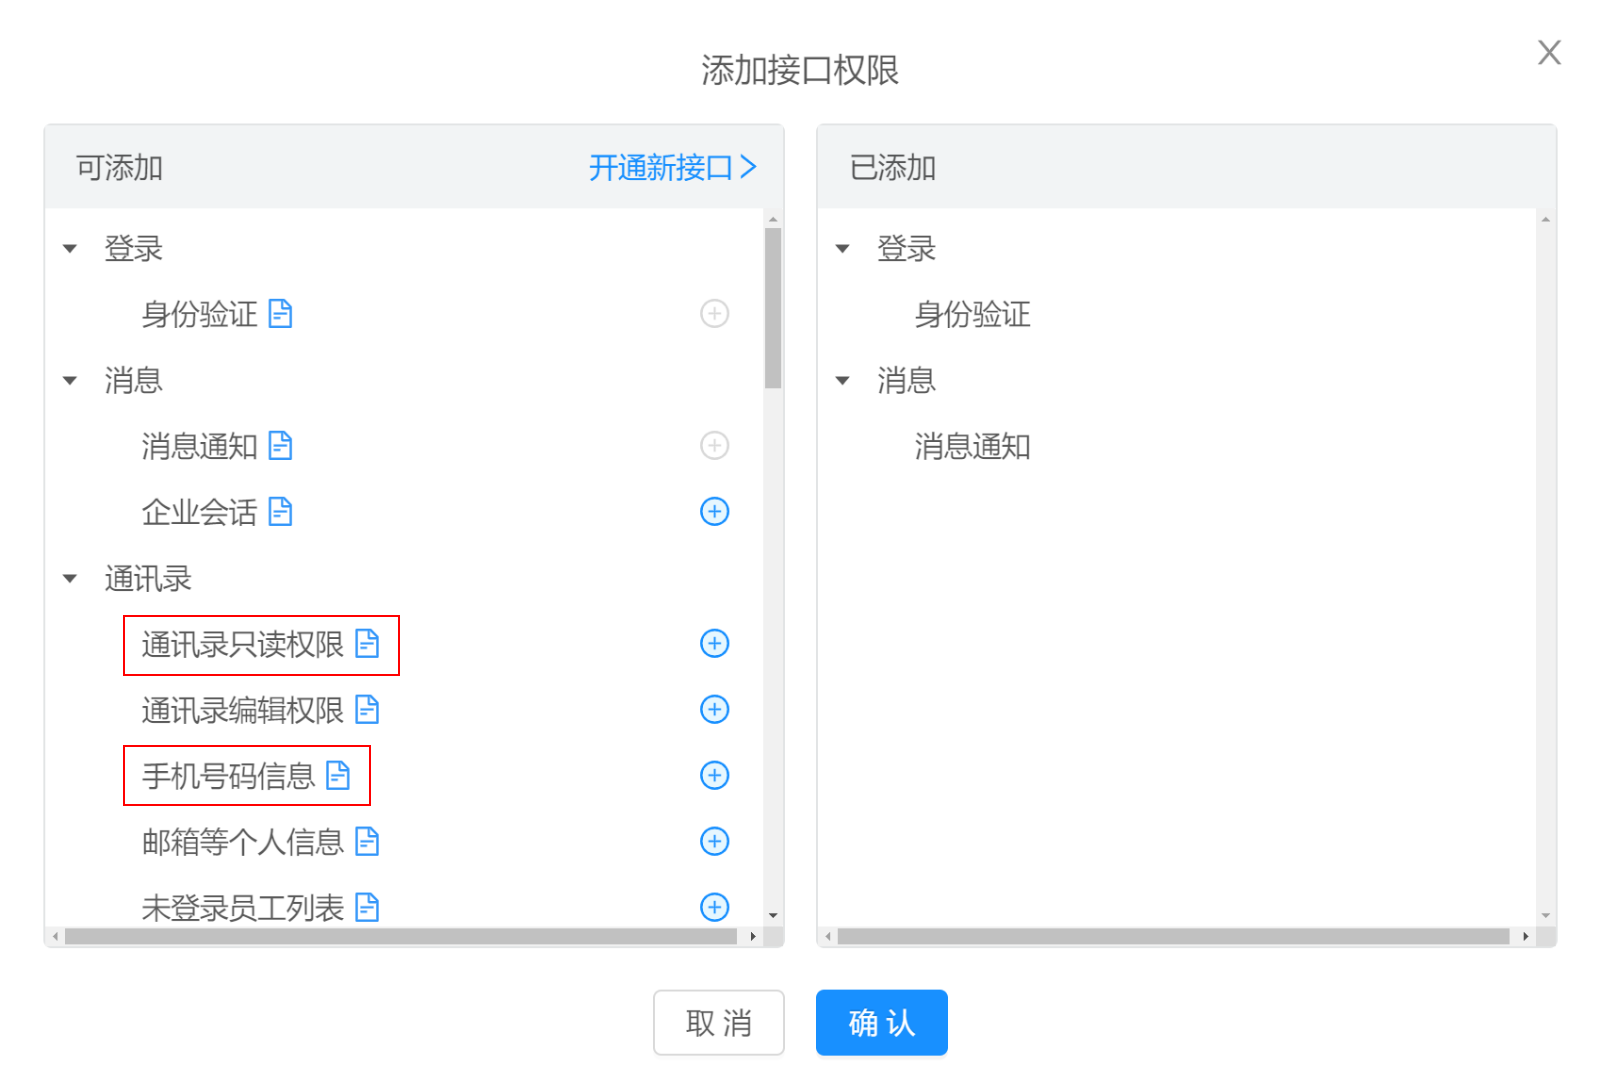 添加接口权限
X
可添加
开通新接口 >
登录
身份验证
消息
消息通知
企业会话
通讯录
通讯录只读权限
通讯录编辑权限
手机号码信息
邮箱等个人信息
未登录员工列表
已添加
登录
身份验证
消息
消息通知
取消
确认